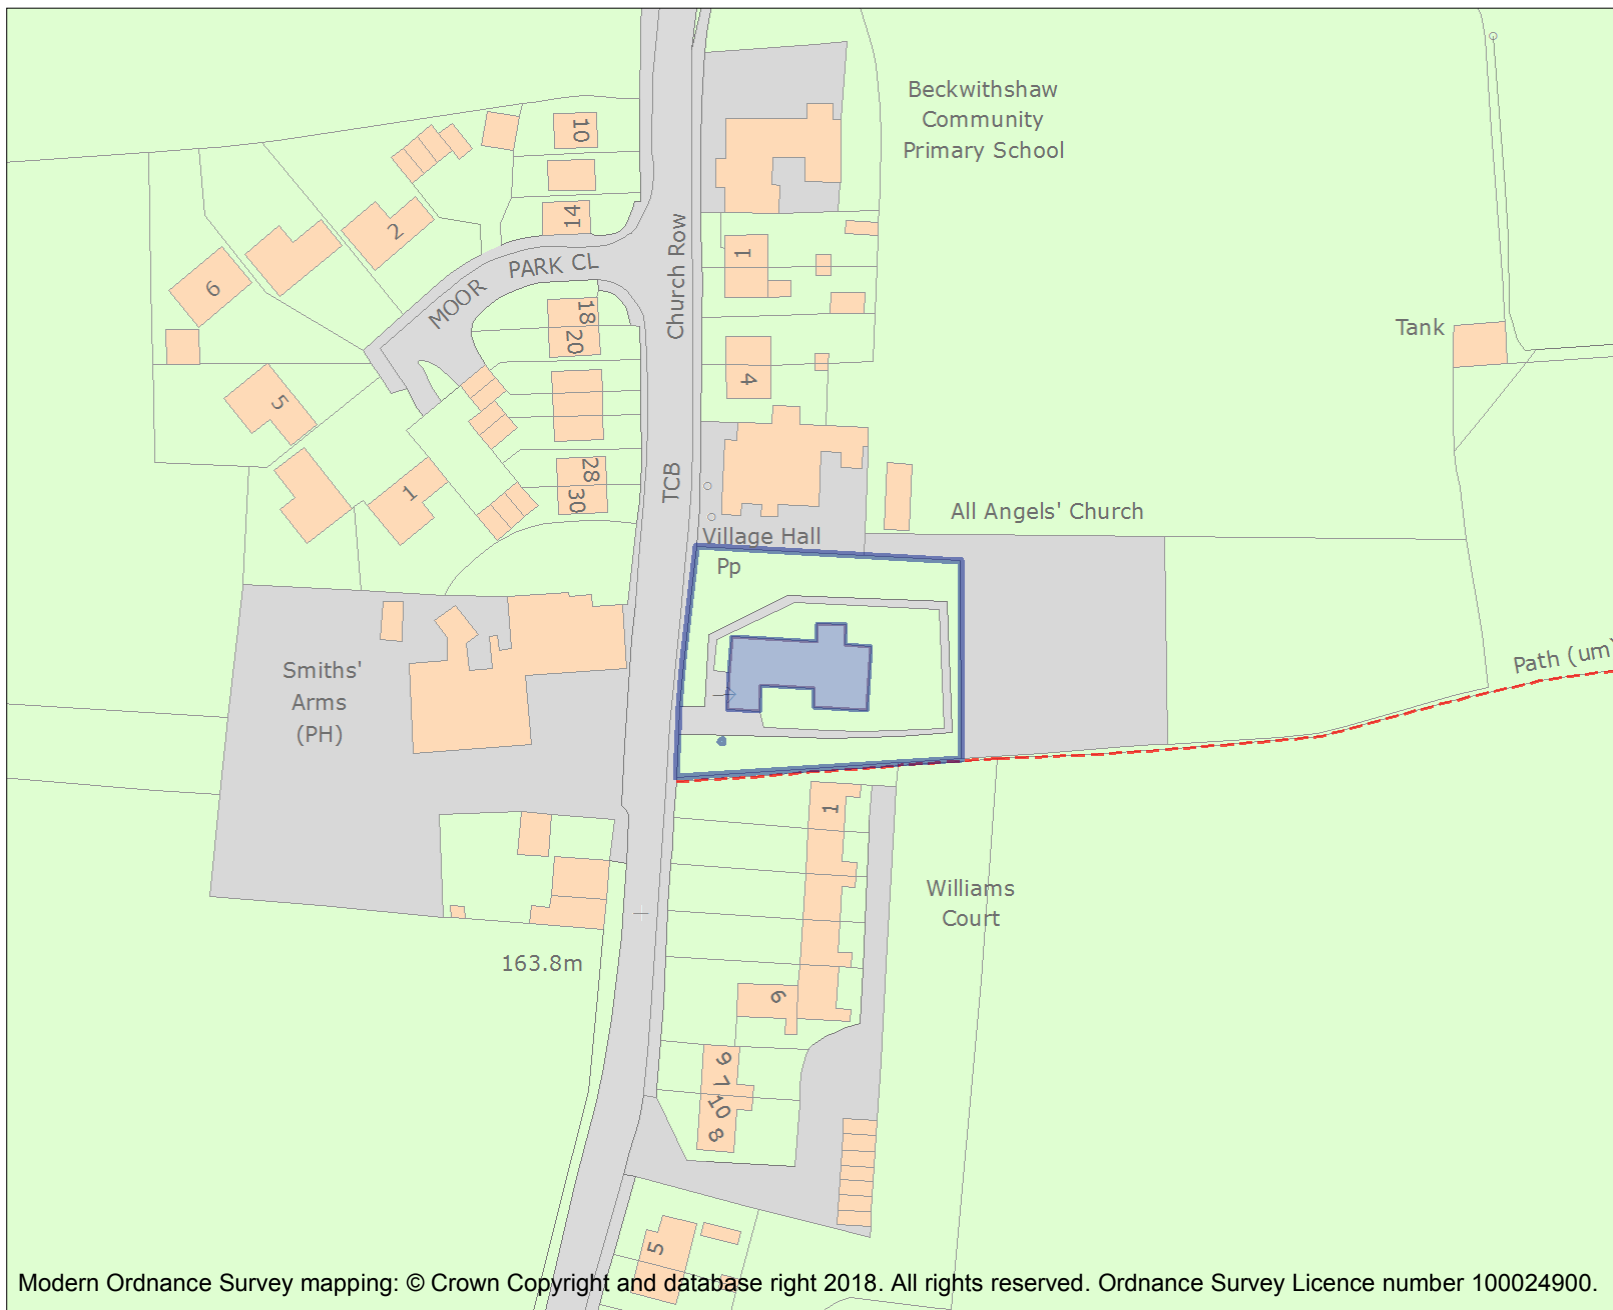 Beckwithshaw
Community
Primary School
10
14
2
6
PARK CL
MOOR
Church Row
1
18
20
Tank
4
5
28
30
1
TCB
All Angels' Church
Village Hall
Pp
Smiths'
Arms
(PH)
Path (um)
1
Williams
Court
163.8m
6
9
7
10
8
5
Modern Ordnance Survey mapping: © Crown Copyright and database right 2018. All rights reserved. Ordnance Survey Licence number 100024900.